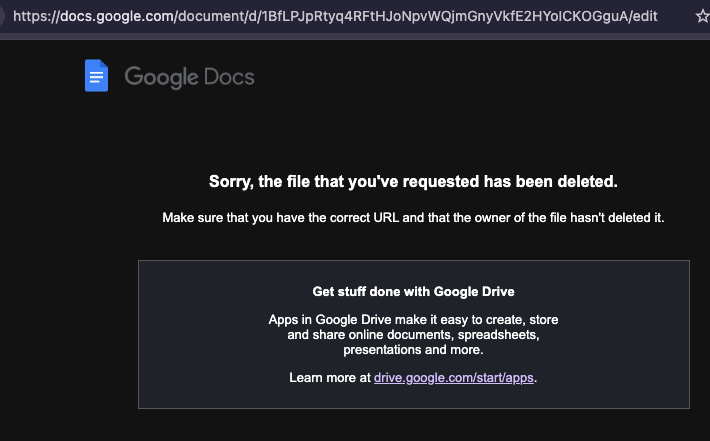 https://docs.google.com/document/d/1BfLPJpRtyq4RFtHJoNpvWQjmGnyVkfE2HYoICKOGguA/edit
Google Docs
Sorry, the file that you've requested has been deleted.
Make sure that you have the correct URL and that the owner of the file hasn't deleted it.
Get stuff done with Google Drive
Apps in Google Drive make it easy to create, store
and share online documents, spreadsheets,
presentations and more.
Learn more at drive.google.com/start/apps.